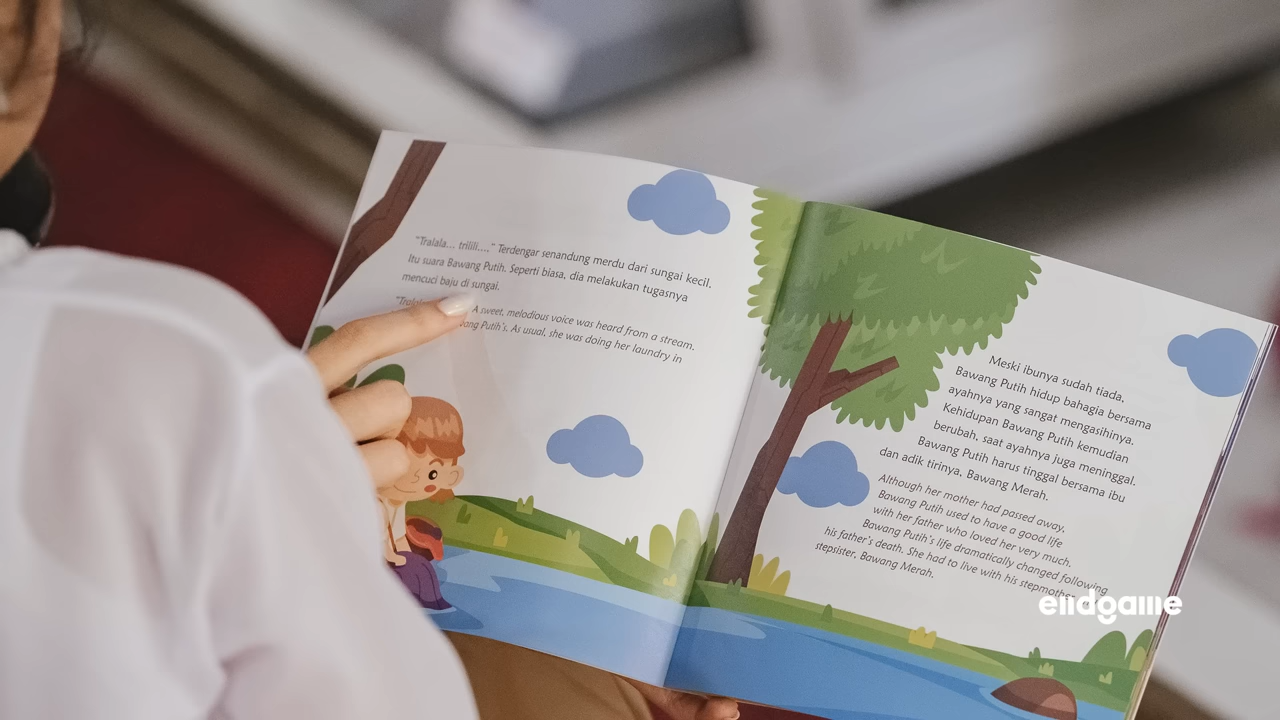 "Tralala... trilili...," Terdengar senandung merdu dari sungai kecil.
Itu suara Bawang Putih. Seperti biasa, dia melakukan tugasnya
mencuci baju di sungai.
A sweet, melodious voice was heard from a stream.
Putih's. As usual, she was doing her laundry in
Meski ibunya sudah tiada,
Bawang Putih hidup bahagia bersama
ayahnya yang sangat mengasihinya.
Kehidupan Bawang Putih kemudian
berubah, saat ayahnya juga meninggal.
Bawang Putih harus tinggal bersama ibu
dan adik tirinya, Bawang Merah.
Although her mother had passed away,
Bawang Putih used to have a good life
with her father who loved her very much.
Bawang Putih's life dramatically changed following
his father's death. She had to live with his stepmother
stepsister, Bawang Merah.
endgame